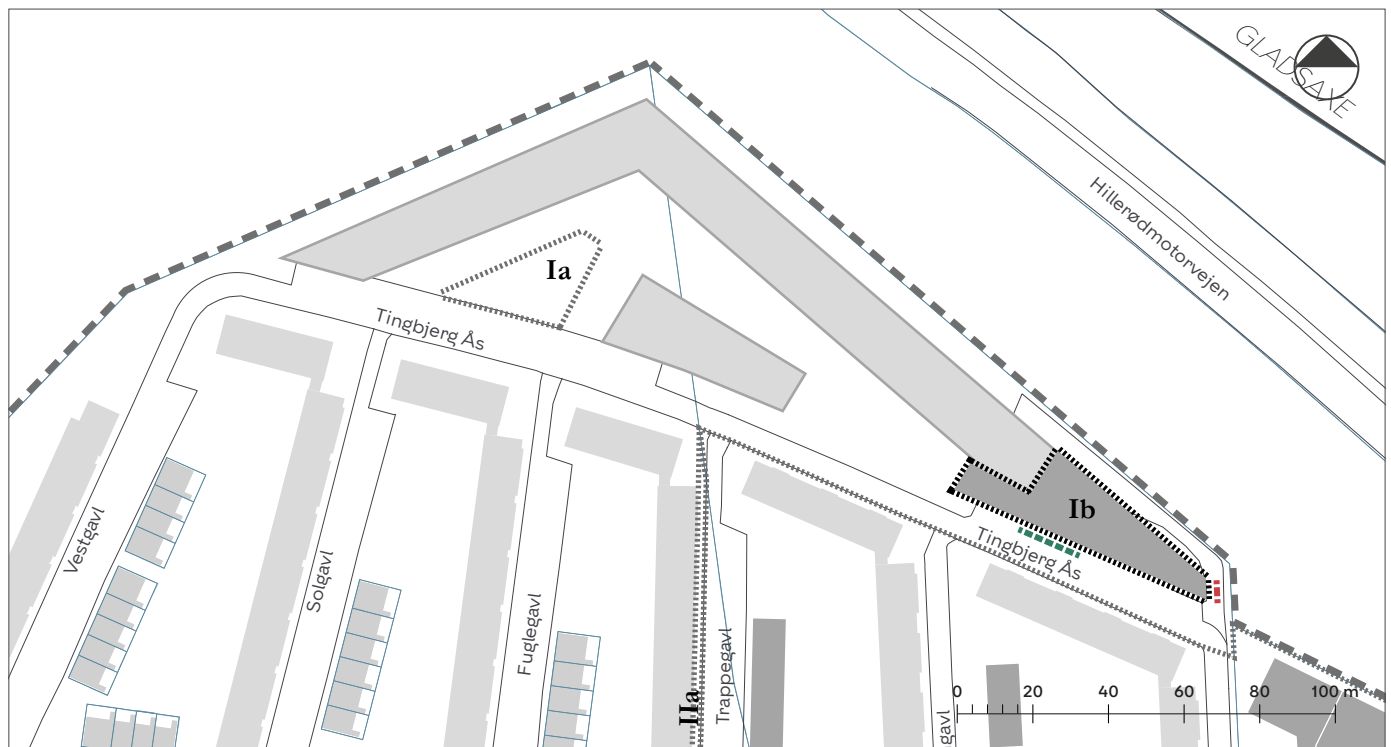 GLADSAXE
Hillerødmotorvejen
Ia
Tingbjerg Ås
Ib
Tingbjerg Ås
Vestgavl
Solgavl
Fuglegavl
Trappegavl
IIa
gavl
0 20 40 60 80 100 m